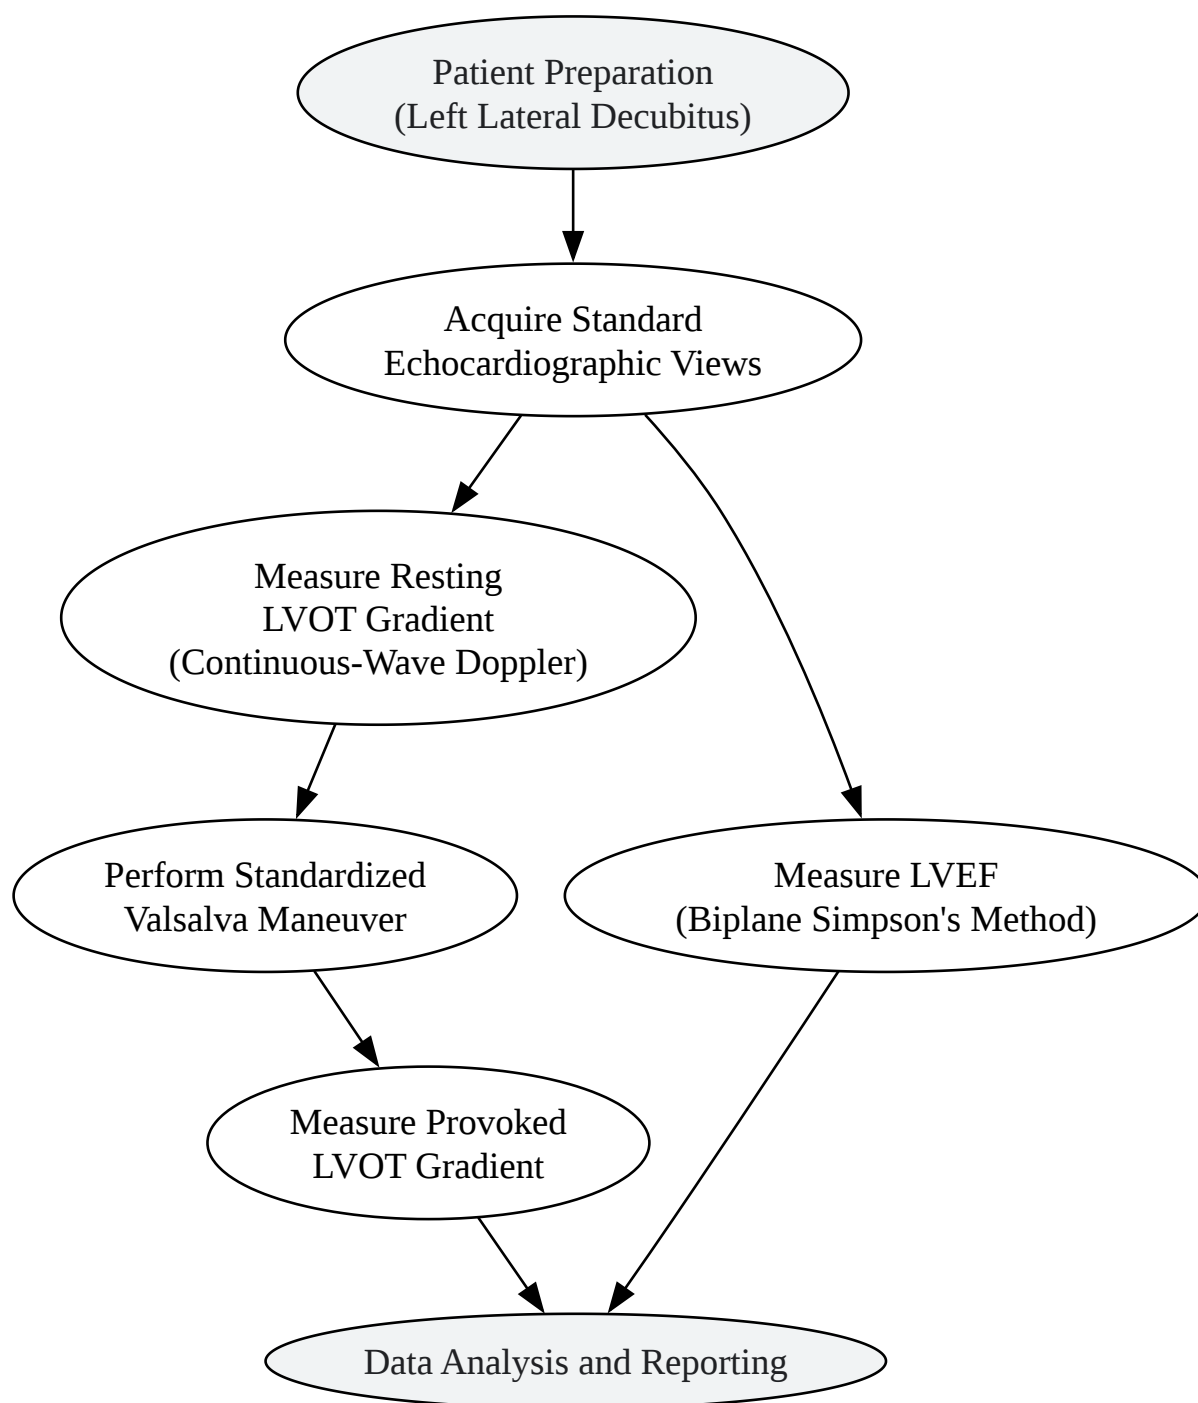 Patient Preparation
(Left Lateral Decubitus)
Acquire Standard
Echocardiographic Views
Measure Resting
LVOT Gradient
(Continuous-Wave Doppler)
Perform Standardized
Valsalva Maneuver
Measure LVEF
(Biplane Simpson's Method)
Measure Provoked
LVOT Gradient
Data Analysis and Reporting